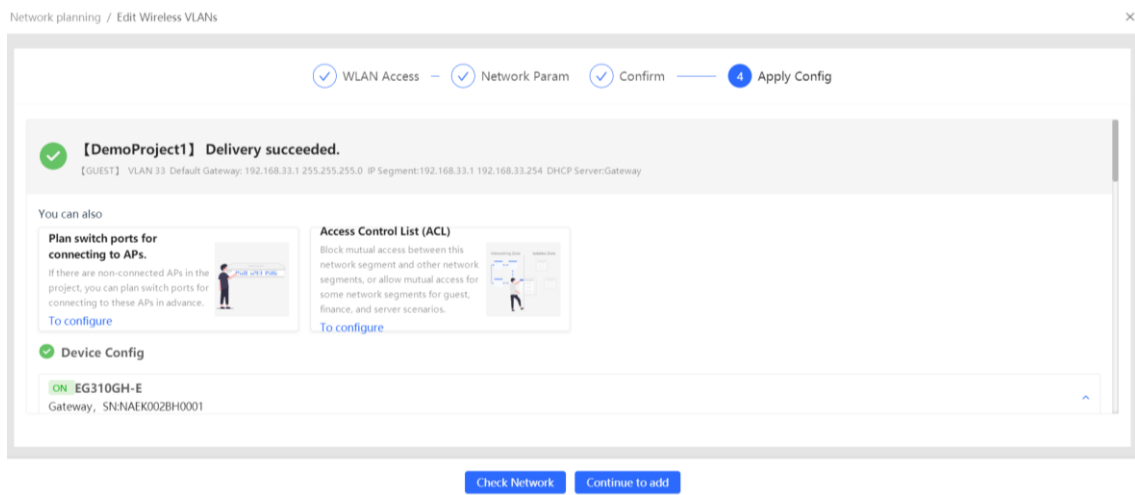 Network planning / Edit Wireless VLANs
WLAN Access
Network Param
Confirm
4 Apply Config
【DemoProject1】 Delivery succeeded.
【GUEST】 VLAN 33 Default Gateway: 192.168.33.1 255.255.255.0 IP Segment:192.168.33.1 192.168.33.254 DHCP Server:Gateway
You can also
Plan switch ports for
connecting to APs.
If there are non-connected APs in the
project, you can plan switch ports for
connecting to these APs in advance.
To configure
Access Control List (ACL)
Block mutual access between this
network segment and other network
segments, or allow mutual access for
some network segments for guest,
finance, and server scenarios.
To configure
Device Config
ON EG310GH-E
Gateway, SN:NAEK002BH0001
Check Network
Continue to add